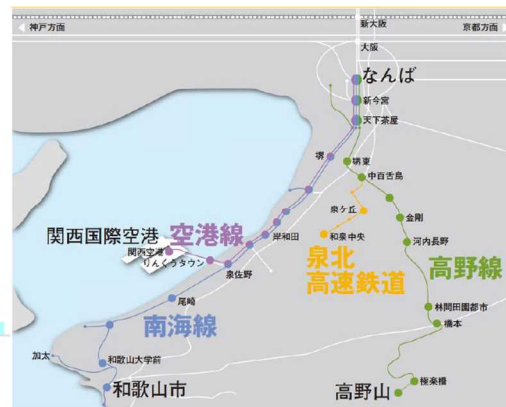 神戸方面
新大阪
京都方面
大阪
なんば
新今宮
天下茶屋
堺
堺東
中百舌鳥
泉ケ丘
金剛
関西国際空港
空港線
岸和田
和泉中央
河内長野
関西空港
りんくうタウン
泉佐野
泉北
高速鉄道
高野線
尾崎
南海線
林間田園都市
橋本
加太
和歌山大学前
和歌山市
高野山
極楽橋